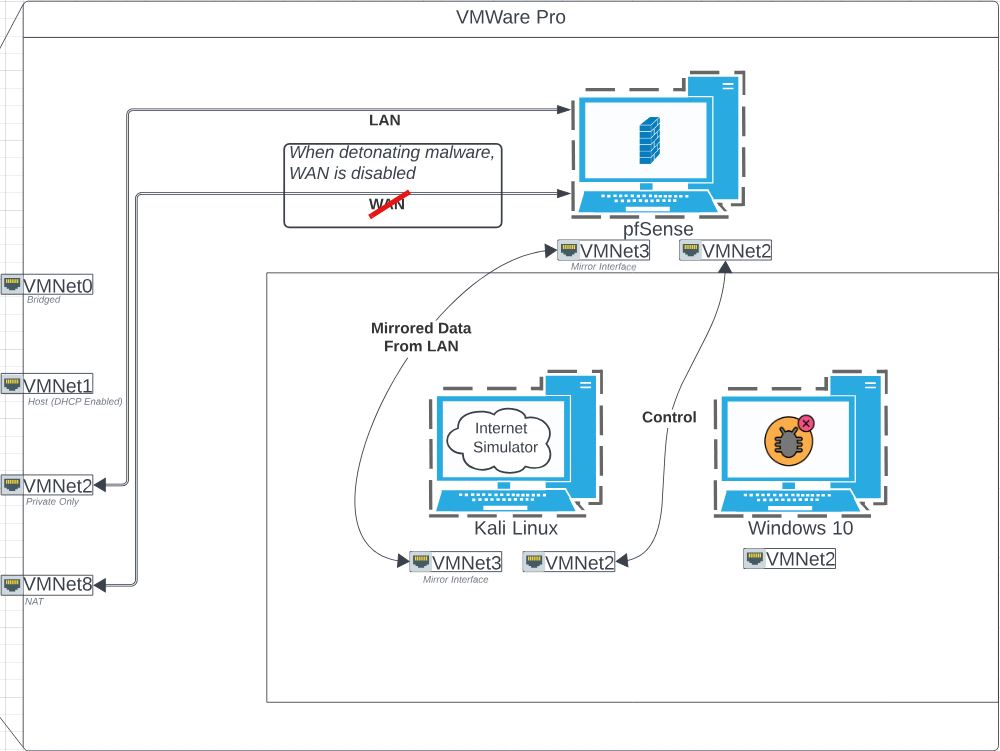 VMWare Pro
LAN
When detonating malware,
WAN is disabled
WAN
pfSense
VMNet3
Mirror Interface
VMNet2
VMNet0
Bridged
Mirrored Data
From LAN
VMNet1
Host (DHCP Enabled)
Control
Internet
Simulator
VMNet2
Private Only
Kali Linux
Windows 10
VMNet3
Mirror Interface
VMNet2
VMNet2
VMNet8
NAT